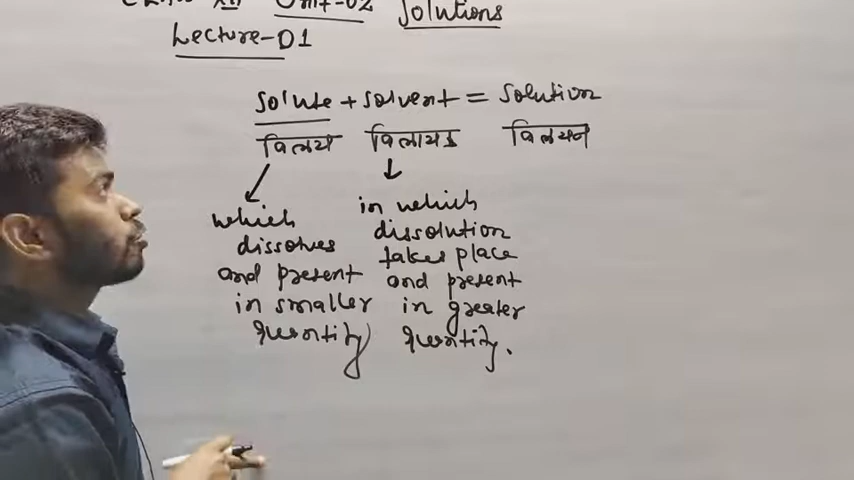 Unit-02 Solutions
Lecture-01
Solute + Solvent = Solution
विलेय विलायक विलयन
which
dissolves
and present
in smaller
quantity
in which
dissolution
takes place
and present
in greater
quantity.